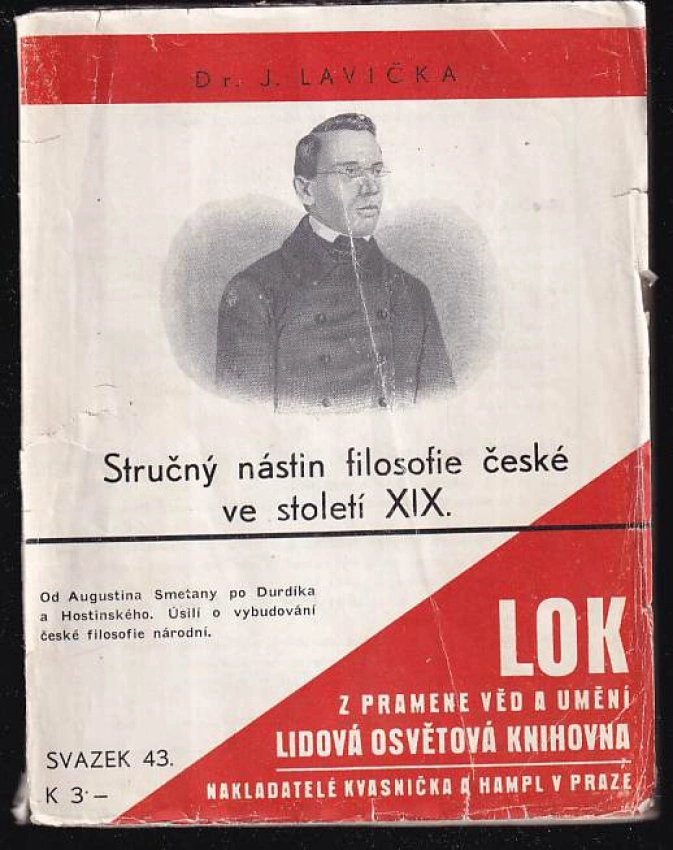 Dr. J. LAVIČKA
Stručný nástin filosofie české
ve století XIX.
Od Augustina Smetany po Durdíka
a Hostinského. Úsilí o vybudování
české filosofie národní.
LOK
Z PRAMENE VĚD A UMĚNÍ
LIDOVÁ OSVĚTOVÁ KNIHOVNA
NAKLADATELÉ KVASNIČKA A HAMPL V PRAZE
SVAZEK 43.
K 3·–